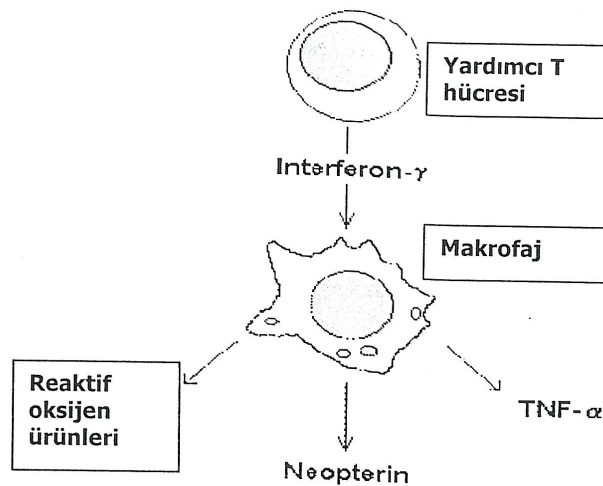 Yardımcı T
hücresi
Interferon-γ
Makrofaj
Reaktif
oksijen
ürünleri
TNF-α
Neopterin